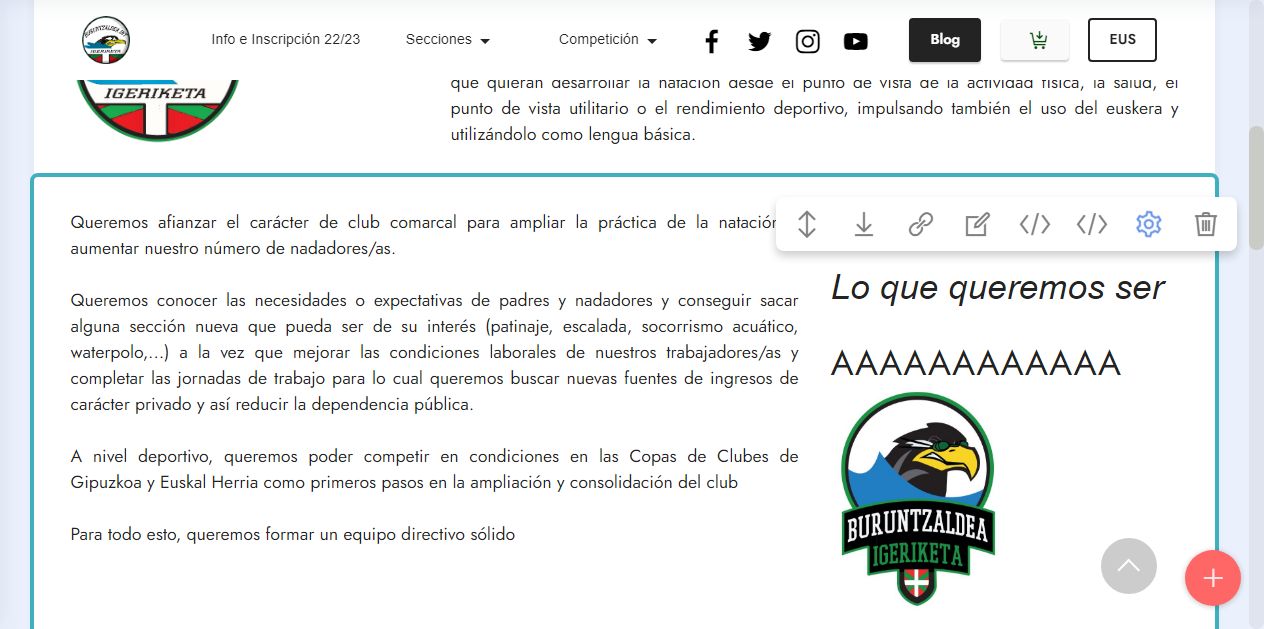 BURUNTZALDEA IKT
IGERIKETA
Info e Inscripción 22/23
Secciones
Competición
Blog
EUS
IGERIKETA
que quieran desarrollar la natación desde el punto de vista de la actividad física, la salud, el
punto de vista utilitario o el rendimiento deportivo, impulsando también el uso del euskera y
utilizándolo como lengua básica.
Queremos afianzar el carácter de club comarcal para ampliar la práctica de la natación
aumentar nuestro número de nadadores/as.
Queremos conocer las necesidades o expectativas de padres y nadadores y conseguir sacar
alguna sección nueva que pueda ser de su interés (patinaje, escalada, socorrismo acuático,
waterpolo,...) a la vez que mejorar las condiciones laborales de nuestros trabajadores/as y
completar las jornadas de trabajo para lo cual queremos buscar nuevas fuentes de ingresos de
carácter privado y así reducir la dependencia pública.
A nivel deportivo, queremos poder competir en condiciones en las Copas de Clubes de
Gipuzkoa y Euskal Herria como primeros pasos en la ampliación y consolidación del club
Para todo esto, queremos formar un equipo directivo sólido
Lo que queremos ser
AAAAAAAAAAAA
BURUNTZALDEA
IGERIKETA